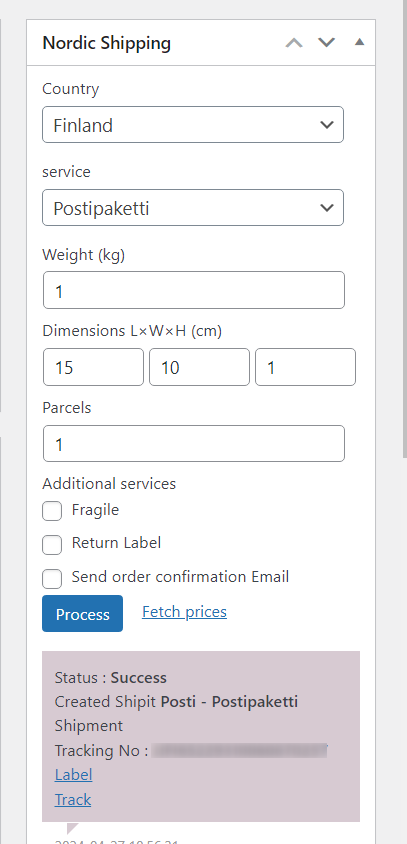 Nordic Shipping
Country
Finland
service
Postipaketti
Weight (kg)
1
Dimensions L×W×H (cm)
15 10 1
Parcels
1
Additional services
Fragile
Return Label
Send order confirmation Email
Process Fetch prices
Status : Success
Created Shipit Posti - Postipaketti
Shipment
Tracking No :
Label
Track